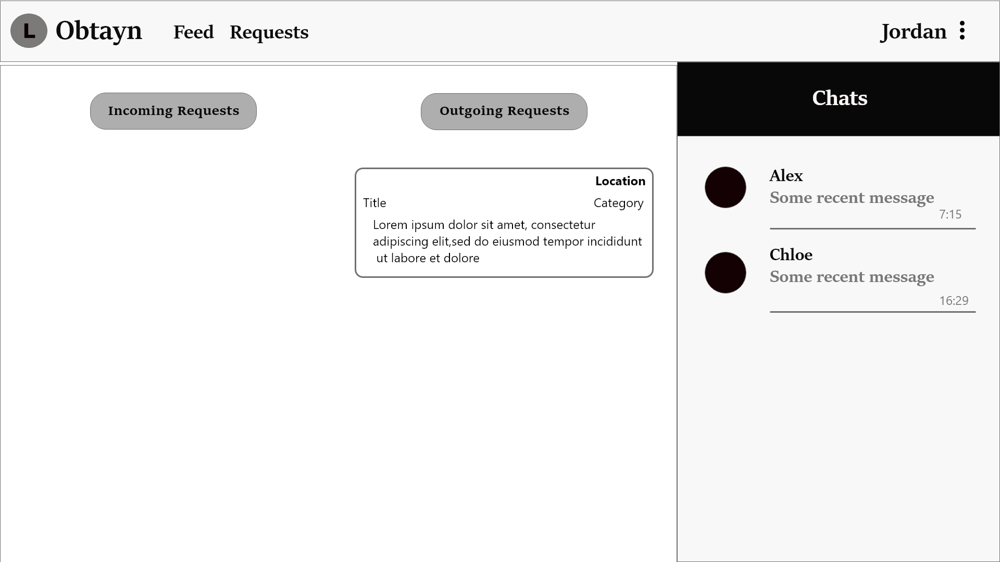 L Obtayn Feed Requests Jordan
Incoming Requests
Outgoing Requests
Location
Title Category
Lorem ipsum dolor sit amet, consectetur
adipiscing elit,sed do eiusmod tempor incididunt
ut labore et dolore
Chats
Alex
Some recent message
7:15
Chloe
Some recent message
16:29